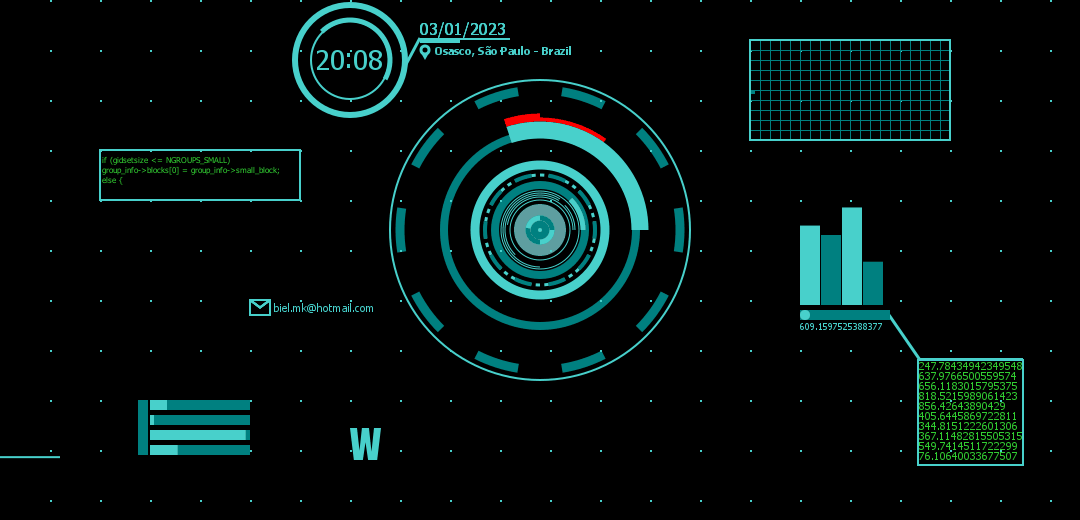 20:08
03/01/2023
Osasco, São Paulo - Brazil
if (gidsetsize <= NGROUPS_SMALL)
group_info->blocks[0] = group_info->small_block;
else {
biel.mk@hotmail.com
609.1597525388377
247.78434942349548
637.9766500559574
656.1183015795375
818.5215989061423
856.42643890429
405.6445869722811
344.8151222601306
367.11482815505315
549.7414511722299
76.10640033677507
W